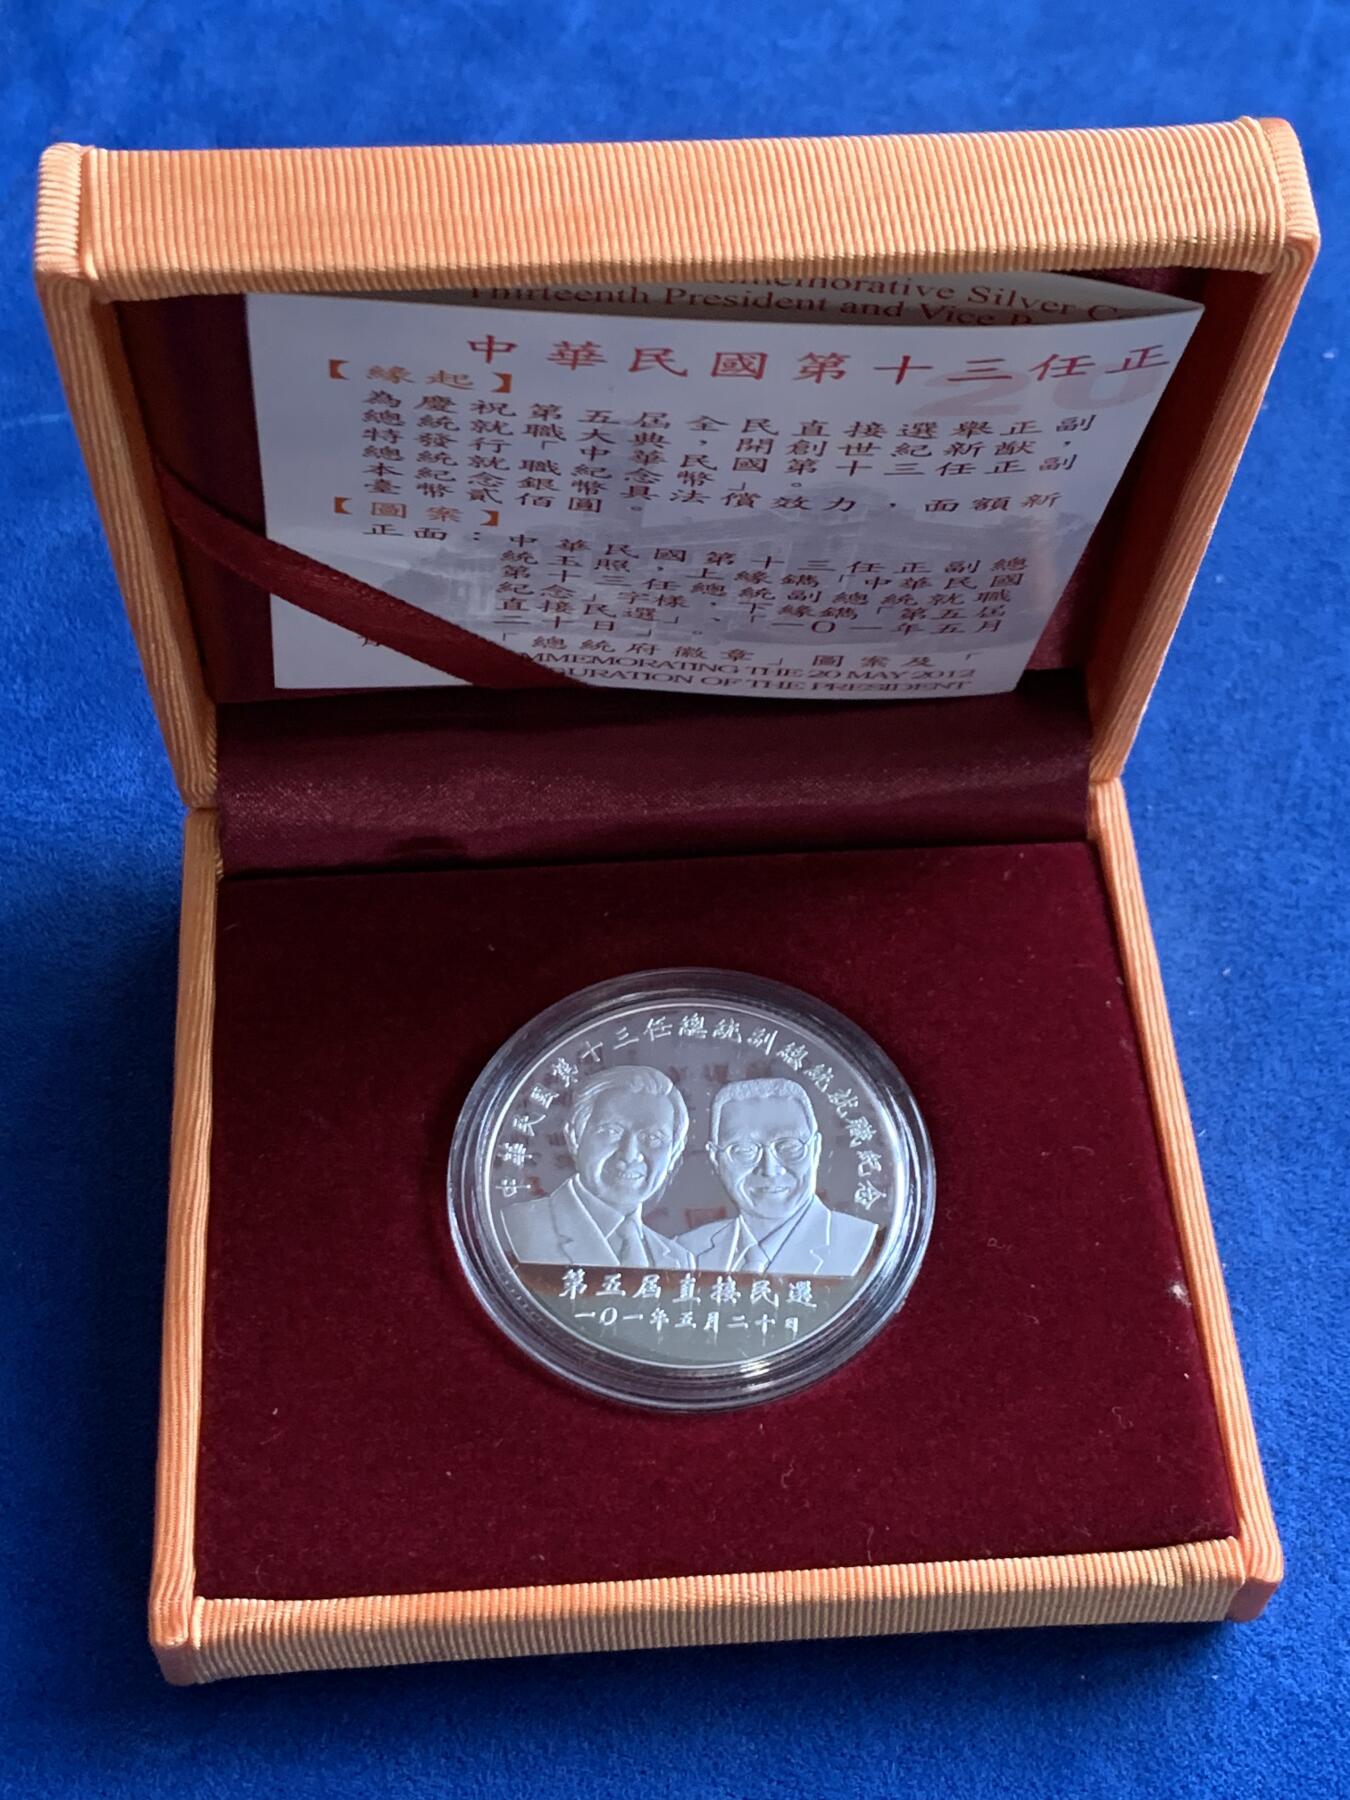 memorative Silver C
Thirteenth President and Vice P
中華民國第十三任正
20
【緣起】
為慶祝第五屆全民直接選舉正副
總統就職大典，開創世紀新猷，
特發行「中華民國第十三任正副
總統就職紀念幣」。
本紀念銀幣具法償效力，面額新
臺幣貳佰圓。
【圖案】
正面：中華民國第十三任正副總
統玉照，上緣鐫「中華民國
第十三任總統副總統就職
紀念」字樣，下緣鐫「第五屆
直接民選」、「一0一年五月
二十日」。
「總統府徽章」圖案及「
MMEMORATING THE 20 MAY 2012
GURATION OF THE PRESIDENT
中華民國第十三任總統副總統就職紀念
第五屆直接民選
一0一年五月二十日